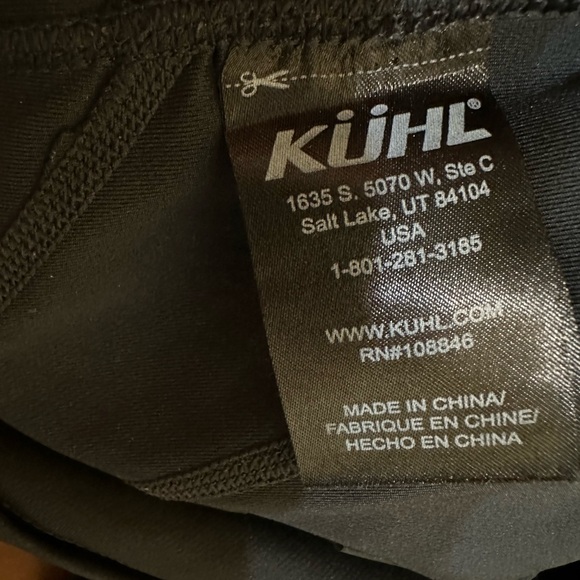 KÜHL®
1635 S. 5070 W, Ste C
Salt Lake, UT 84104
USA
1-801-281-3185
WWW.KUHL.COM
RN#108846
MADE IN CHINA/
FABRIQUE EN CHINE/
HECHO EN CHINA